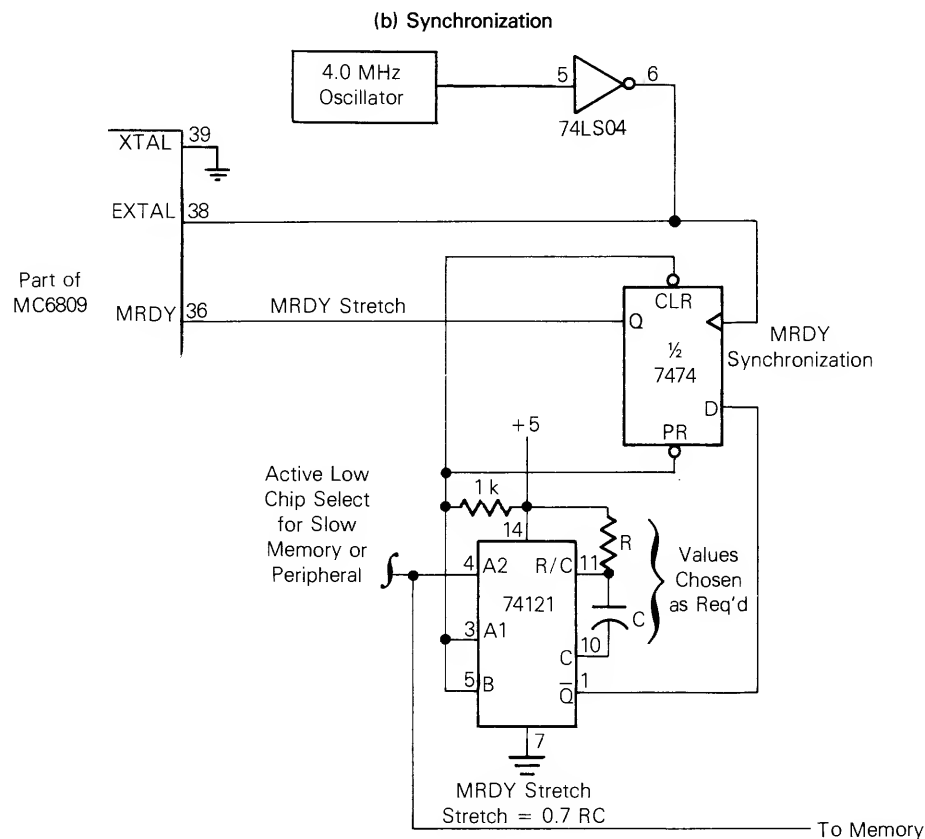 (b) Synchronization
4.0 MHz
Oscillator
5
6
74LS04
XTAL
39
EXTAL
38
Part of
MC6809
MRDY
36
MRDY Stretch
CLR
Q
½
7474
D
PR
MRDY
Synchronization
+5
Active Low
Chip Select
for Slow
Memory or
Peripheral
1 k
14
R
4
A2
R/C
11
74121
Values
Chosen
as Req'd
C
3
A1
10
C
5
B
Q̅
1
7
MRDY Stretch
Stretch = 0.7 RC
To Memory